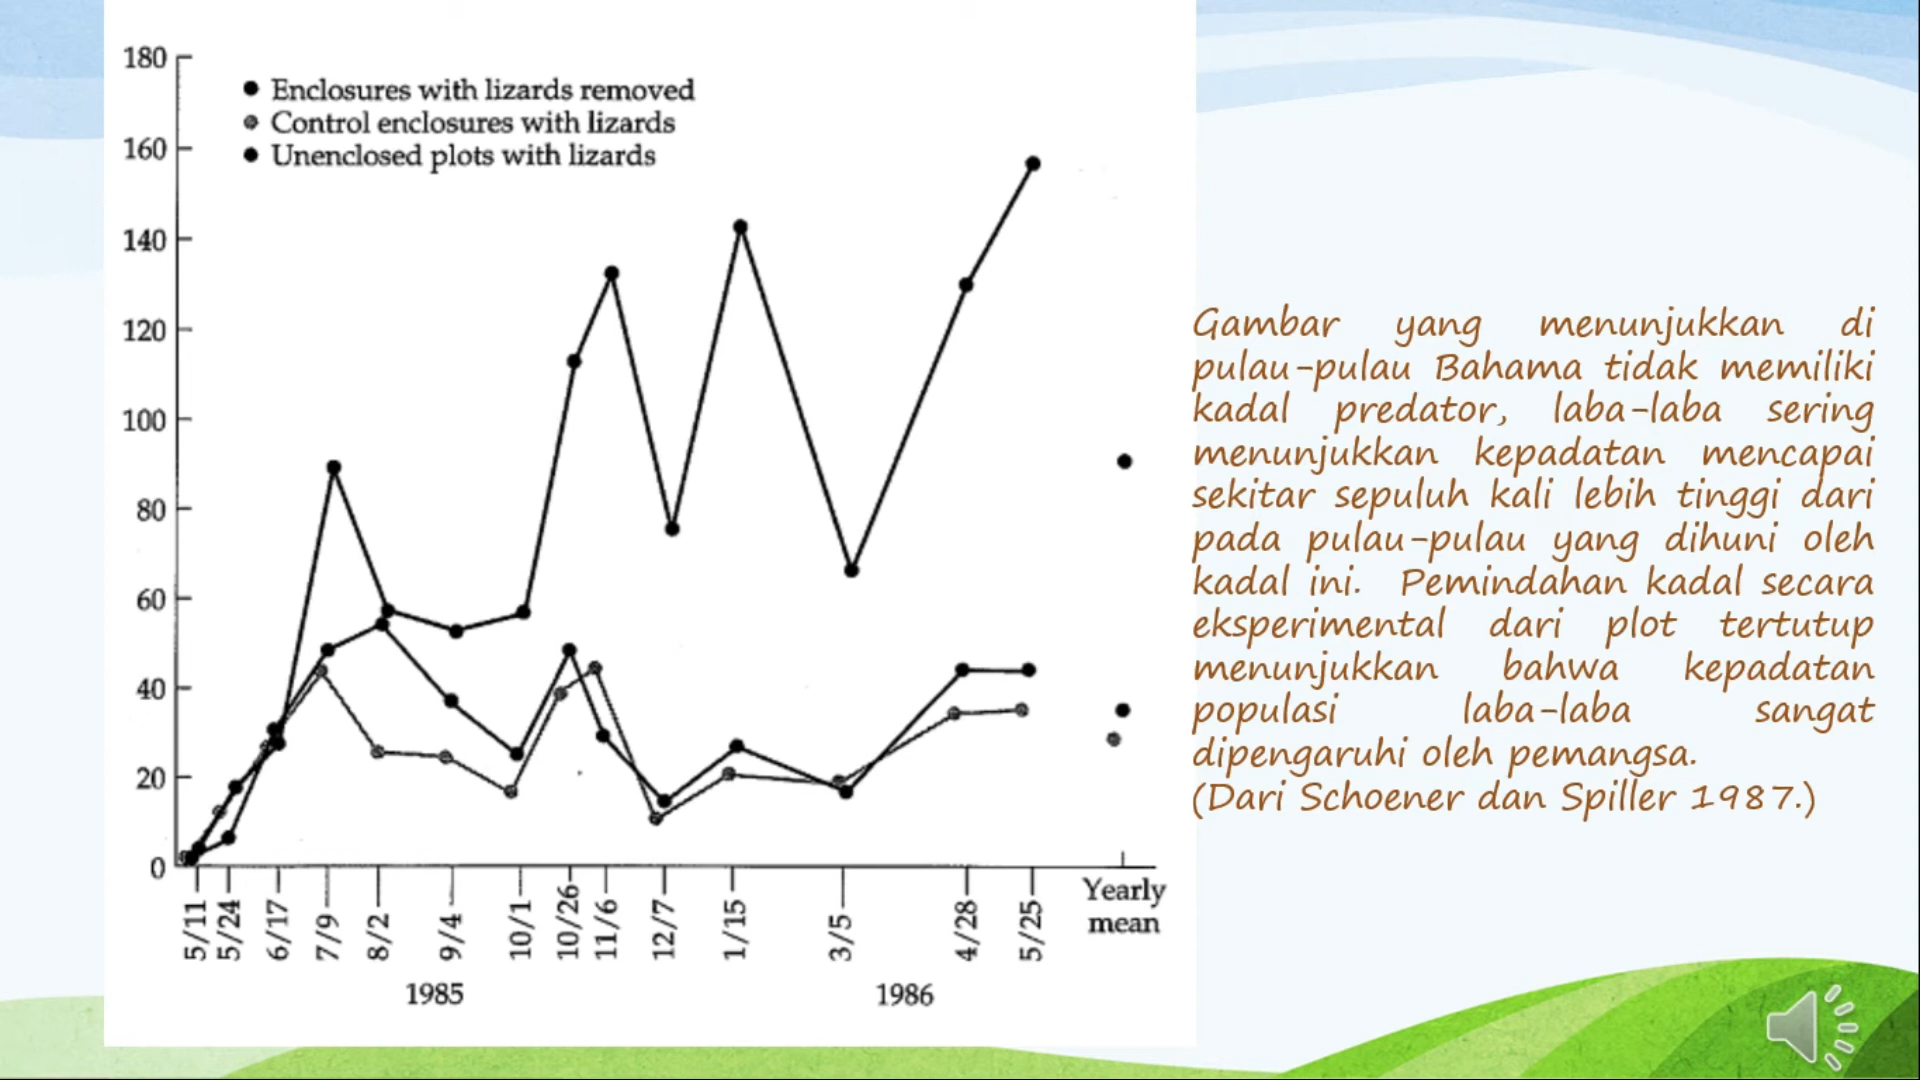 180
160
140
120
100
80
60
40
20
0
Enclosures with lizards removed
Control enclosures with lizards
Unenclosed plots with lizards
5/11
5/24
6/17
7/9
8/2
9/4
10/1
10/26
11/6
12/7
1/15
3/5
4/28
5/25
Yearly
mean
1985
1986
Gambar yang menunjukkan di
pulau-pulau Bahama tidak memiliki
kadal predator, laba-laba sering
menunjukkan kepadatan mencapai
sekitar sepuluh kali lebih tinggi dari
pada pulau-pulau yang dihuni oleh
kadal ini. Pemindahan kadal secara
eksperimental dari plot tertutup
menunjukkan bahwa kepadatan
populasi laba-laba sangat
dipengaruhi oleh pemangsa.
(Dari Schoener dan Spiller 1987.)